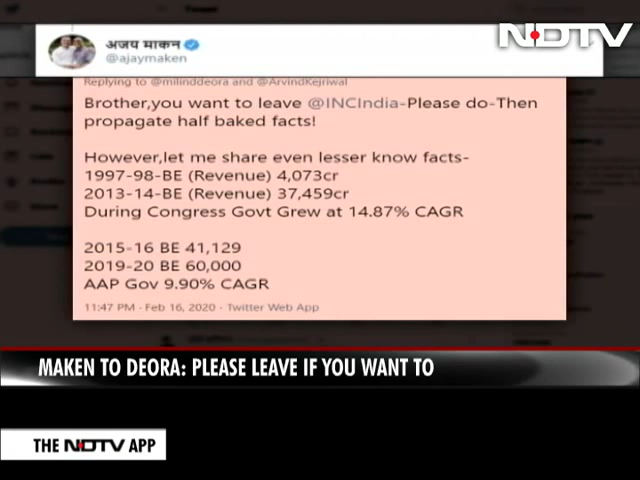 Tweet
NDTV
अजय माकन
@ajaymaken
Replying to @milinddeora and @ArvindKejriwal
Brother,you want to leave @INCIndia-Please do-Then
propagate half baked facts!
However,let me share even lesser know facts-
1997-98-BE (Revenue) 4,073cr
2013-14-BE (Revenue) 37,459cr
During Congress Govt Grew at 14.87% CAGR
2015-16 BE 41,129
2019-20 BE 60,000
AAP Gov 9.90% CAGR
11:47 PM · Feb 16, 2020 · Twitter Web App
MAKEN TO DEORA: PLEASE LEAVE IF YOU WANT TO
THE NDTV APP